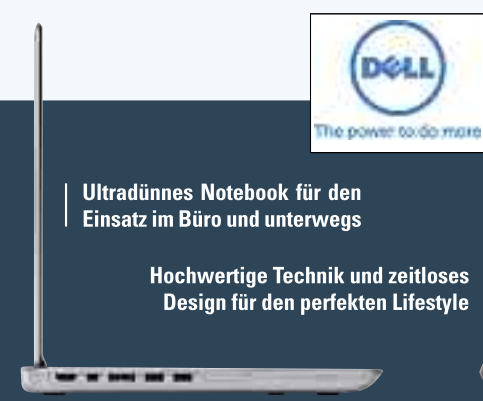 DELL
The power to do more
Ultradünnes Notebook für den
Einsatz im Büro und unterwegs
Hochwertige Technik und zeitloses
Design für den perfekten Lifestyle